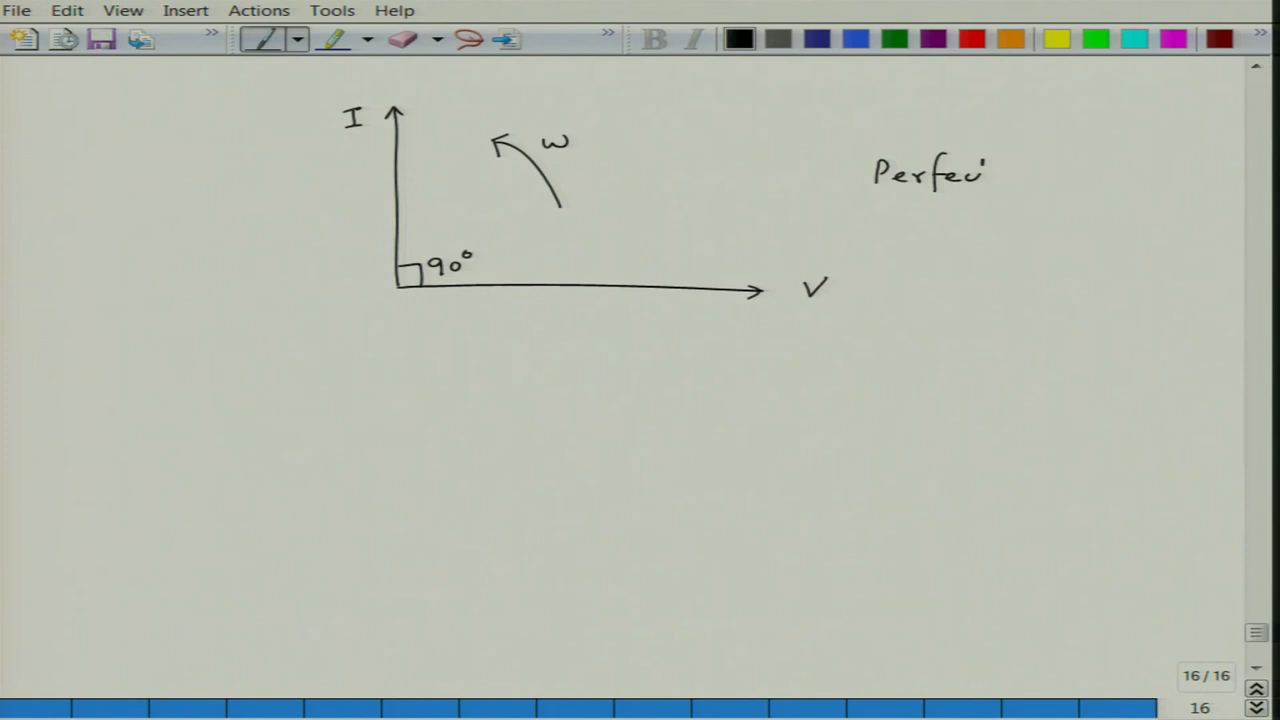 File Edit View Insert Actions Tools Help
B I
I
ω
Perfec
90°
V
16 / 16
16